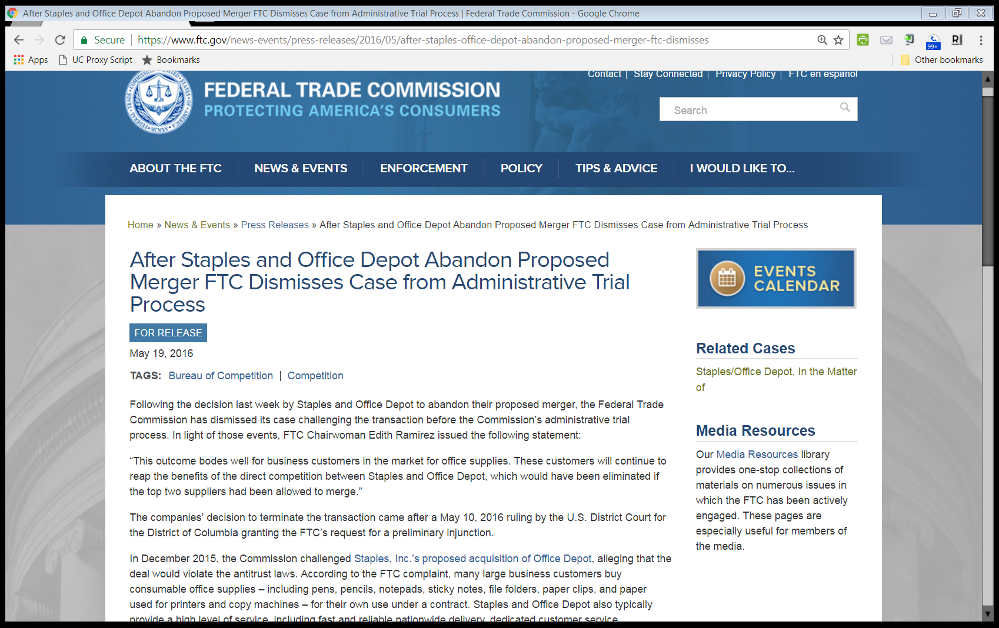 After Staples and Office Depot Abandon Proposed Merger FTC Dismisses Case from Administrative Trial Process | Federal Trade Commission - Google Chrome
Secure
https://www.ftc.gov/news-events/press-releases/2016/05/after-staples-office-depot-abandon-proposed-merger-ftc-dismisses
99+
Apps
UC Proxy Script
Bookmarks
Other bookmarks
Contact | Stay Connected | Privacy Policy | FTC en español
FEDERAL TRADE COMMISSION
PROTECTING AMERICA'S CONSUMERS
Search
ABOUT THE FTC
NEWS & EVENTS
ENFORCEMENT
POLICY
TIPS & ADVICE
I WOULD LIKE TO...
Home » News & Events » Press Releases » After Staples and Office Depot Abandon Proposed Merger FTC Dismisses Case from Administrative Trial Process
After Staples and Office Depot Abandon Proposed
Merger FTC Dismisses Case from Administrative Trial
Process
FOR RELEASE
May 19, 2016
TAGS: Bureau of Competition | Competition
Following the decision last week by Staples and Office Depot to abandon their proposed merger, the Federal Trade
Commission has dismissed its case challenging the transaction before the Commission’s administrative trial
process. In light of those events, FTC Chairwoman Edith Ramirez issued the following statement:
“This outcome bodes well for business customers in the market for office supplies. These customers will continue to
reap the benefits of the direct competition between Staples and Office Depot, which would have been eliminated if
the top two suppliers had been allowed to merge.”
The companies’ decision to terminate the transaction came after a May 10, 2016 ruling by the U.S. District Court for
the District of Columbia granting the FTC’s request for a preliminary injunction.
In December 2015, the Commission challenged Staples, Inc.’s proposed acquisition of Office Depot, alleging that the
deal would violate the antitrust laws. According to the FTC complaint, many large business customers buy
consumable office supplies – including pens, pencils, notepads, sticky notes, file folders, paper clips, and paper
used for printers and copy machines – for their own use under a contract. Staples and Office Depot also typically
provide a high level of service, including fast and reliable nationwide delivery, dedicated customer service
EVENTS
CALENDAR
Related Cases
Staples/Office Depot, In the Matter
of
Media Resources
Our Media Resources library
provides one-stop collections of
materials on numerous issues in
which the FTC has been actively
engaged. These pages are
especially useful for members of
the media.